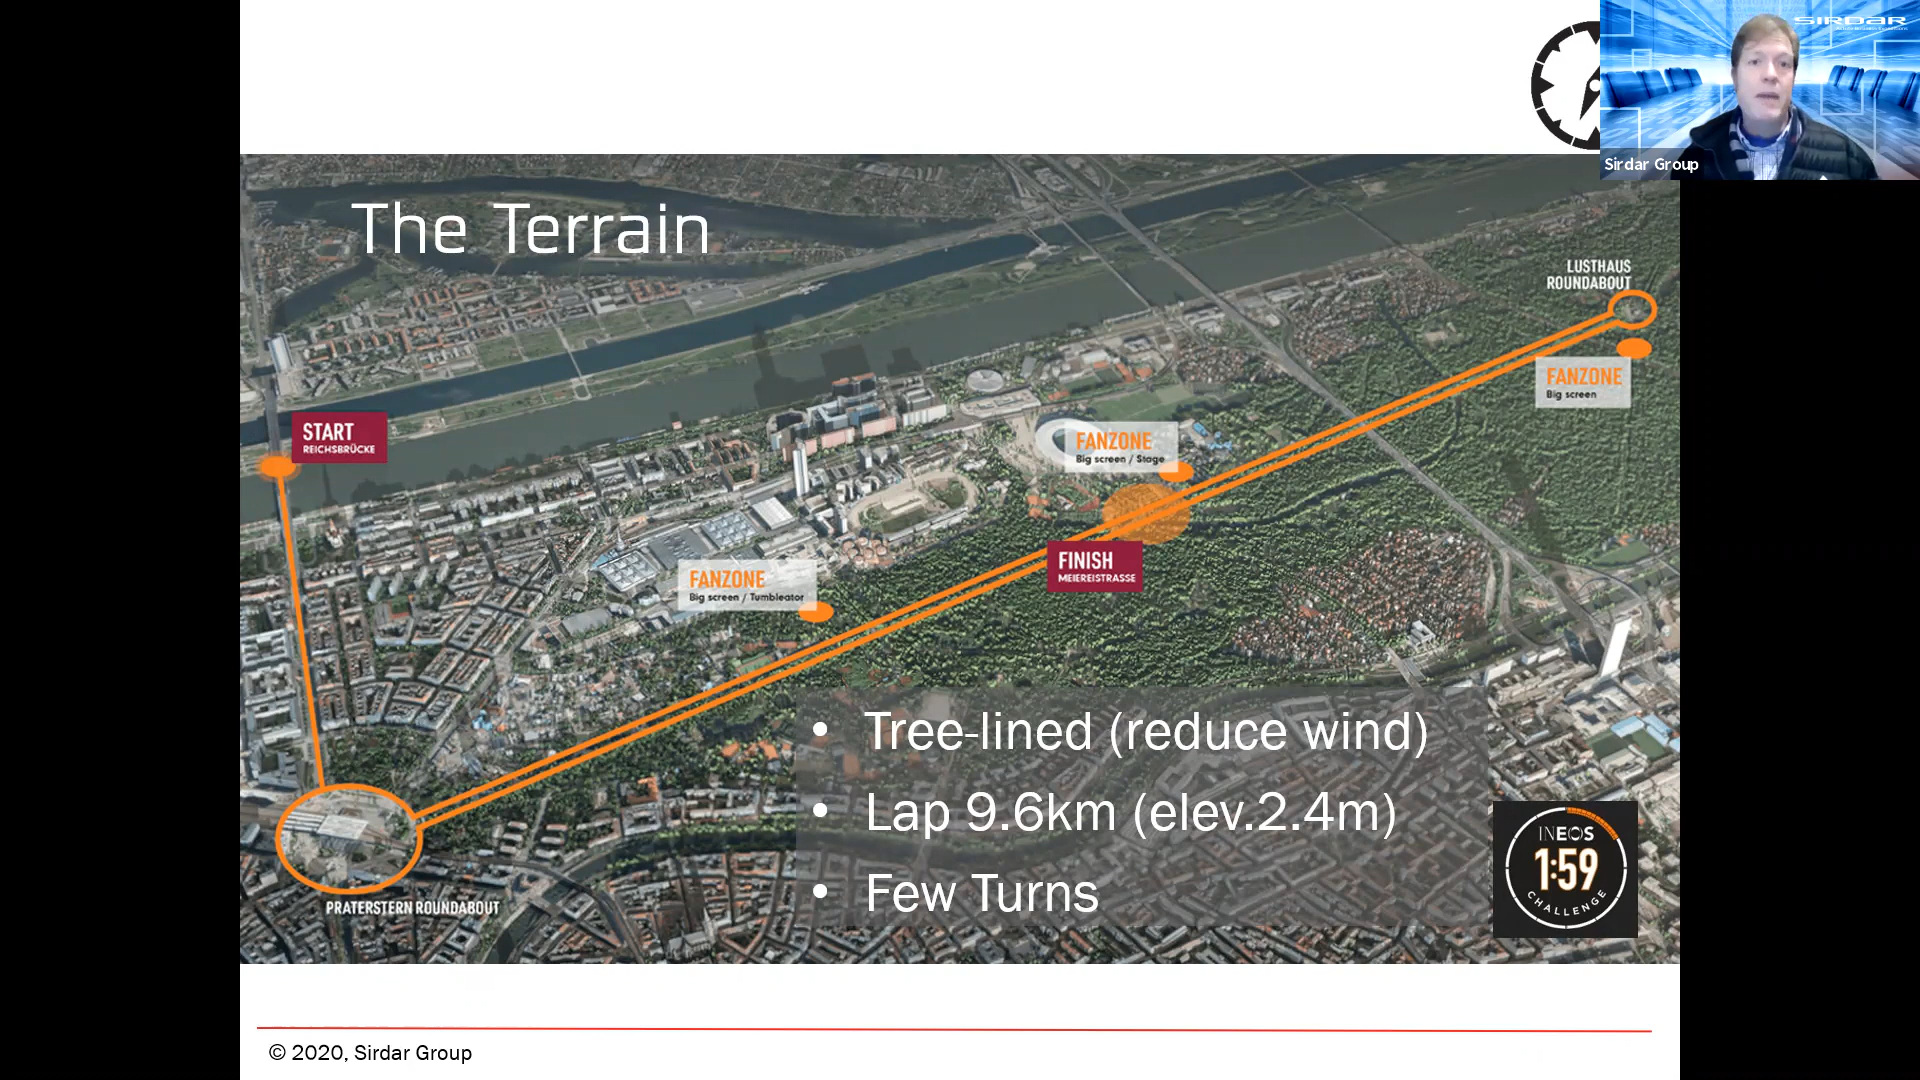 SIRDAR
Sirdar Group
The Terrain
LUSTHAUS
ROUNDABOUT
FANZONE
Big screen
START
REICHSBRÜCKE
FANZONE
Big screen / Stage
FINISH
MEIEREISTRASSE
FANZONE
Big screen / Tumbleator
• Tree-lined (reduce wind)
• Lap 9.6km (elev.2.4m)
• Few Turns
INEOS
1:59
CHALLENGE
PRATERSTERN ROUNDABOUT
© 2020, Sirdar Group